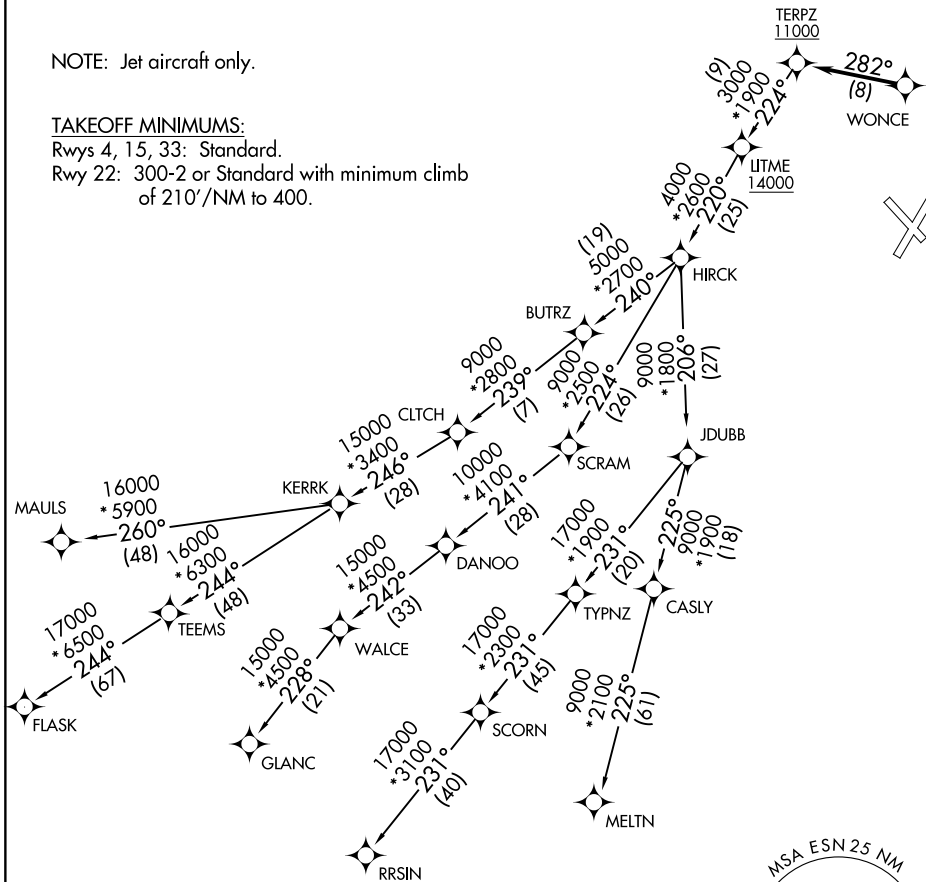 NOTE: Jet aircraft only.
TAKEOFF MINIMUMS:
Rwys 4, 15, 33: Standard.
Rwy 22: 300-2 or Standard with minimum climb
of 210'/NM to 400.
TERPZ
11000
282°
(8)
WONCE
(9)
3000
*1900
224°
LITME
14000
4000
*2600
220°
(25)
HIRCK
(19)
5000
*2700
240°
BUTRZ
9000
*2500
224°
(26)
9000
*1800
206°
(27)
9000
*2800
239°
(7)
CLTCH
SCRAM
JDUBB
15000
*3400
246°
(28)
KERRK
10000
*4100
241°
(28)
DANOO
16000
*5900
260°
(48)
MAULS
16000
*6300
244°
(48)
TEEMS
17000
*6500
244°
(67)
FLASK
15000
*4500
242°
(33)
WALCE
15000
*4500
228°
(21)
GLANC
17000
*1900
231°
(20)
TYPNZ
225°
9000
*1900
(18)
CASLY
17000
*2300
231°
(45)
SCORN
17000
*3100
231°
(40)
RRSIN
9000
*2100
225°
(61)
MELTN
MSA ESN 25 NM